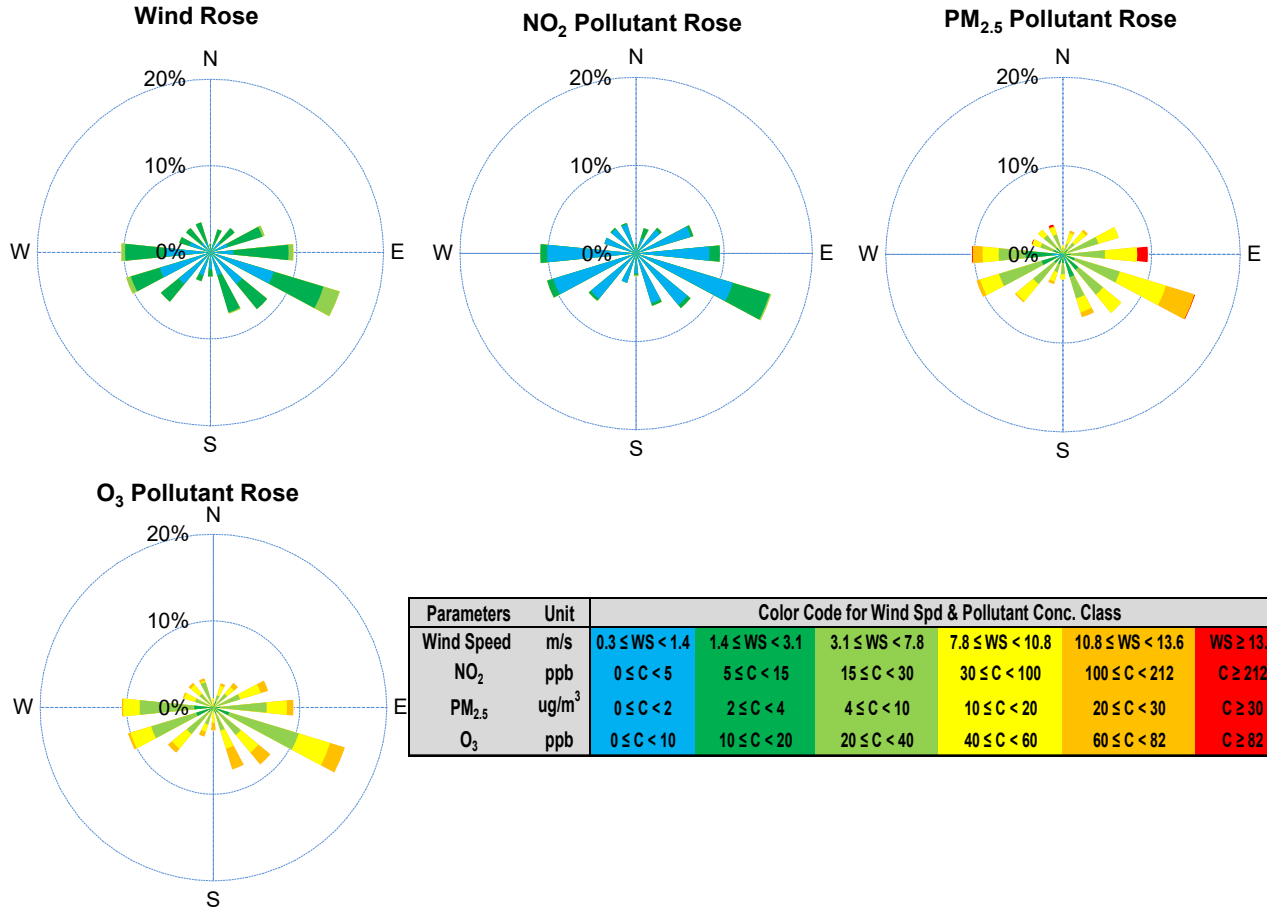 Wind Rose
N
20%
10%
0%
W
E
S
NO₂ Pollutant Rose
N
20%
10%
0%
W
E
S
PM₂.₅ Pollutant Rose
N
20%
10%
0%
W
E
S
O₃ Pollutant Rose
N
20%
10%
0%
W
E
S
Parameters Unit Color Code for Wind Spd & Pollutant Conc. Class
Wind Speed m/s 0.3 ≤ WS < 1.4 1.4 ≤ WS < 3.1 3.1 ≤ WS < 7.8 7.8 ≤ WS < 10.8 10.8 ≤ WS < 13.6 WS ≥ 13.
NO₂ ppb 0 ≤ C < 5 5 ≤ C < 15 15 ≤ C < 30 30 ≤ C < 100 100 ≤ C < 212 C ≥ 212
PM₂.₅ ug/m³ 0 ≤ C < 2 2 ≤ C < 4 4 ≤ C < 10 10 ≤ C < 20 20 ≤ C < 30 C ≥ 30
O₃ ppb 0 ≤ C < 10 10 ≤ C < 20 20 ≤ C < 40 40 ≤ C < 60 60 ≤ C < 82 C ≥ 82